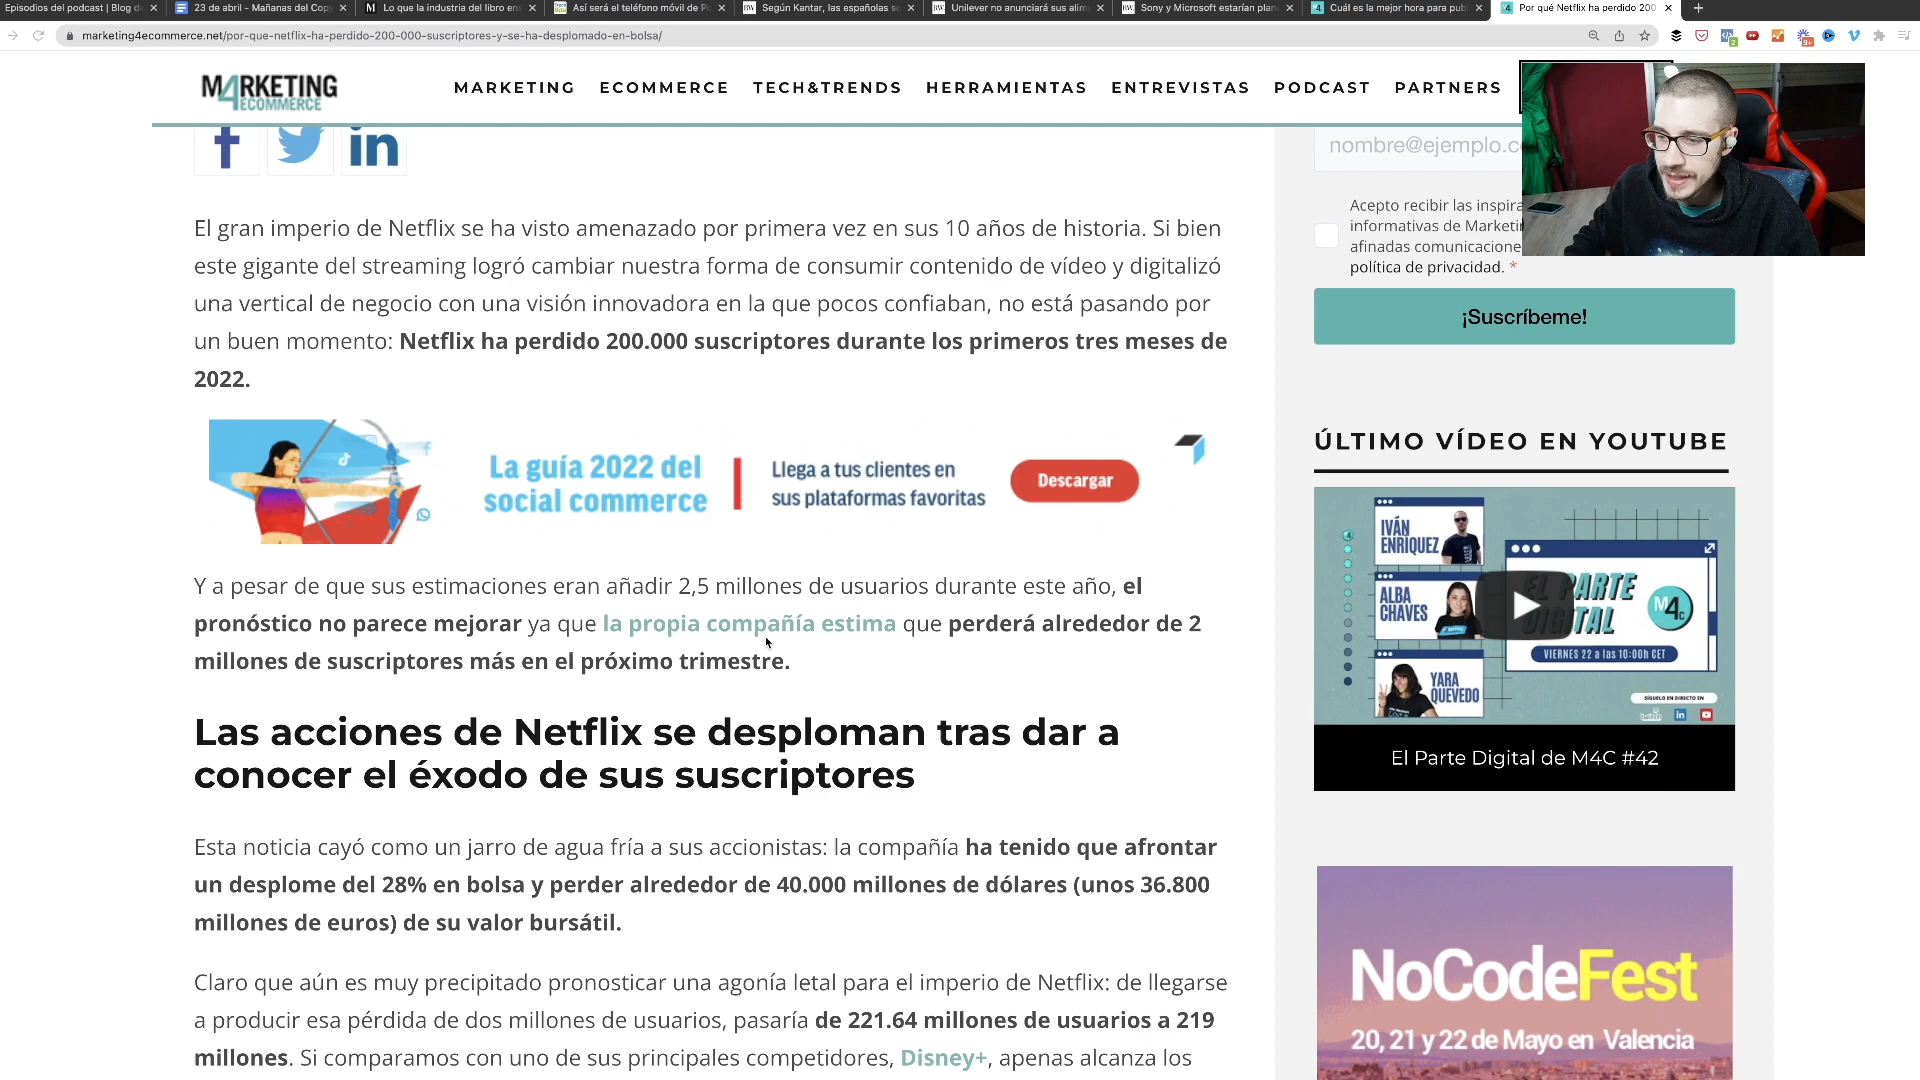 Episodios del podcast | Blog de
23 de abril - Mañanas del Copy
Lo que la industria del libro ens
Así será el teléfono móvil de Po
Según Kantar, las españolas se
Unilever no anunciará sus alim
Sony y Microsoft estarían plan
Cuál es la mejor hora para pub
Por qué Netflix ha perdido 200
marketing4ecommerce.net/por-que-netflix-ha-perdido-200-000-suscriptores-y-se-ha-desplomado-en-bolsa/
M4RKETING
ECOMMERCE
MARKETING ECOMMERCE TECH&TRENDS HERRAMIENTAS ENTREVISTAS PODCAST PARTNERS
El gran imperio de Netflix se ha visto amenazado por primera vez en sus 10 años de historia. Si bien
este gigante del streaming logró cambiar nuestra forma de consumir contenido de vídeo y digitalizó
una vertical de negocio con una visión innovadora en la que pocos confiaban, no está pasando por
un buen momento: Netflix ha perdido 200.000 suscriptores durante los primeros tres meses de
2022.
La guía 2022 del
social commerce
Llega a tus clientes en
sus plataformas favoritas
Descargar
Y a pesar de que sus estimaciones eran añadir 2,5 millones de usuarios durante este año, el
pronóstico no parece mejorar ya que la propia compañía estima que perderá alrededor de 2
millones de suscriptores más en el próximo trimestre.
Las acciones de Netflix se desploman tras dar a
conocer el éxodo de sus suscriptores
Esta noticia cayó como un jarro de agua fría a sus accionistas: la compañía ha tenido que afrontar
un desplome del 28% en bolsa y perder alrededor de 40.000 millones de dólares (unos 36.800
millones de euros) de su valor bursátil.
Claro que aún es muy precipitado pronosticar una agonía letal para el imperio de Netflix: de llegarse
a producir esa pérdida de dos millones de usuarios, pasaría de 221.64 millones de usuarios a 219
millones. Si comparamos con uno de sus principales competidores, Disney+, apenas alcanza los
nombre@ejemplo.c
Acepto recibir las inspira
informativas de Marketi
afinadas comunicacione
política de privacidad. *
¡Suscríbeme!
ÚLTIMO VÍDEO EN YOUTUBE
IVÁN
ENRIQUEZ
ALBA
CHAVES
YARA
QUEVEDO
EL PARTE
DIGITAL
M4C
VIERNES 22 a las 10:00h CET
SÍGUELO EN DIRECTO EN
El Parte Digital de M4C #42
NoCodeFest
20, 21 y 22 de Mayo en Valencia